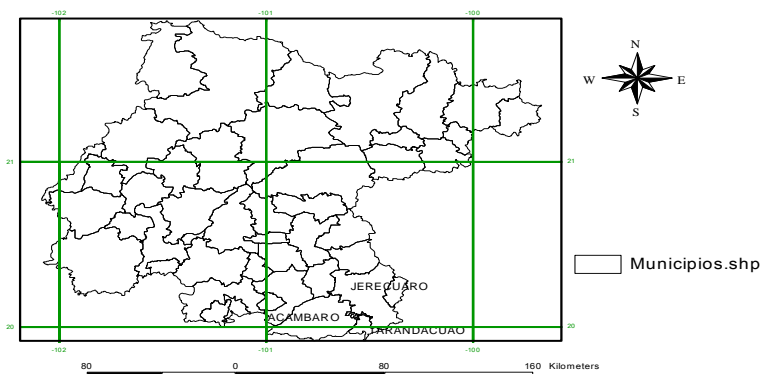 -102 -101 -100
N
W E
S
21 21
Municipios.shp
JERECUARO
ACAMBARO
20 20
TARANDACUAO
-102 -101 -100
80 0 80 160 Kilometers